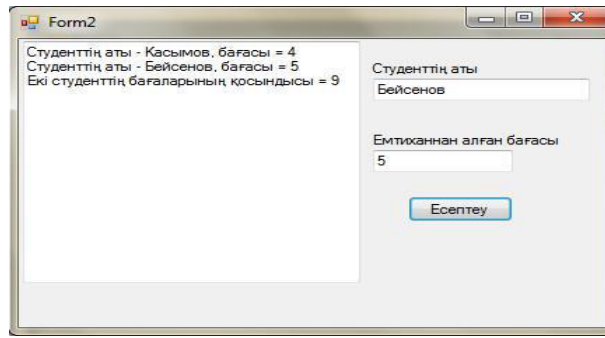 Form2
Студенттің аты - Касымов, бағасы = 4
Студенттің аты - Бейсенов, бағасы = 5
Екі студенттің бағаларының қосындысы = 9
Студенттің аты
Бейсенов
Емтиханнан алған бағасы
5
Есептеу